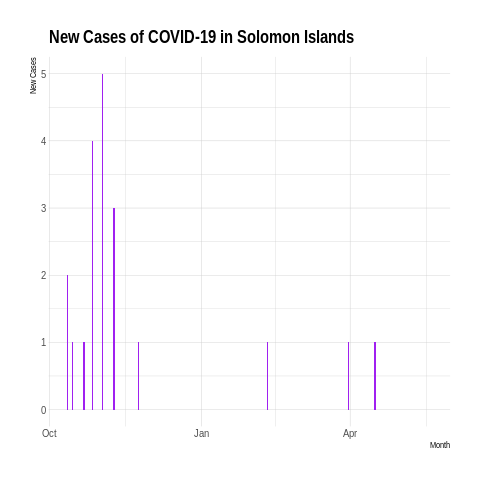 New Cases of COVID-19 in Solomon Islands
New Cases
5
4
3
2
1
0
Oct
Jan
Apr
Month